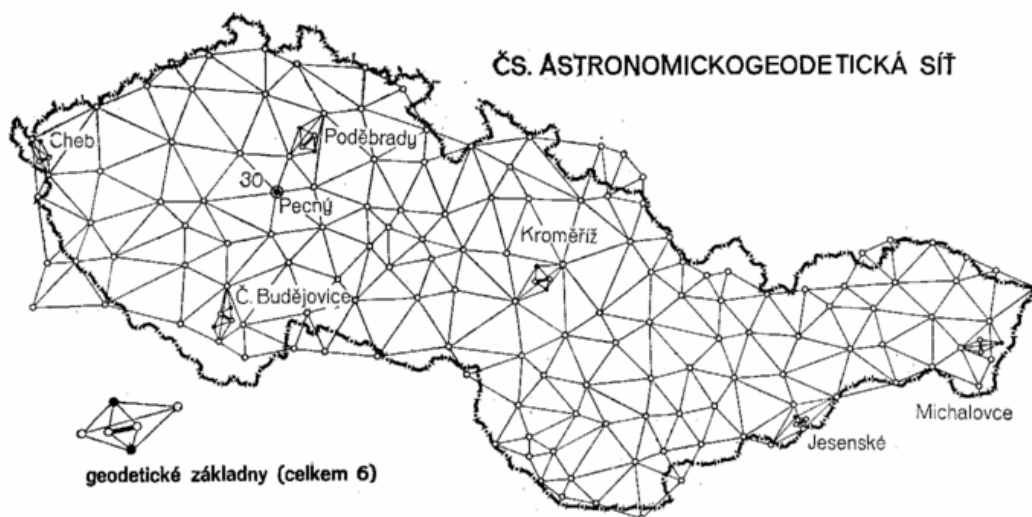 ČS. ASTRONOMICKOGEODETICKÁ SÍŤ
Cheb
Poděbrady
30
Pecný
Kroměříž
Č. Budějovice
Michalovce
Jesenské
geodetické základny (celkem 6)